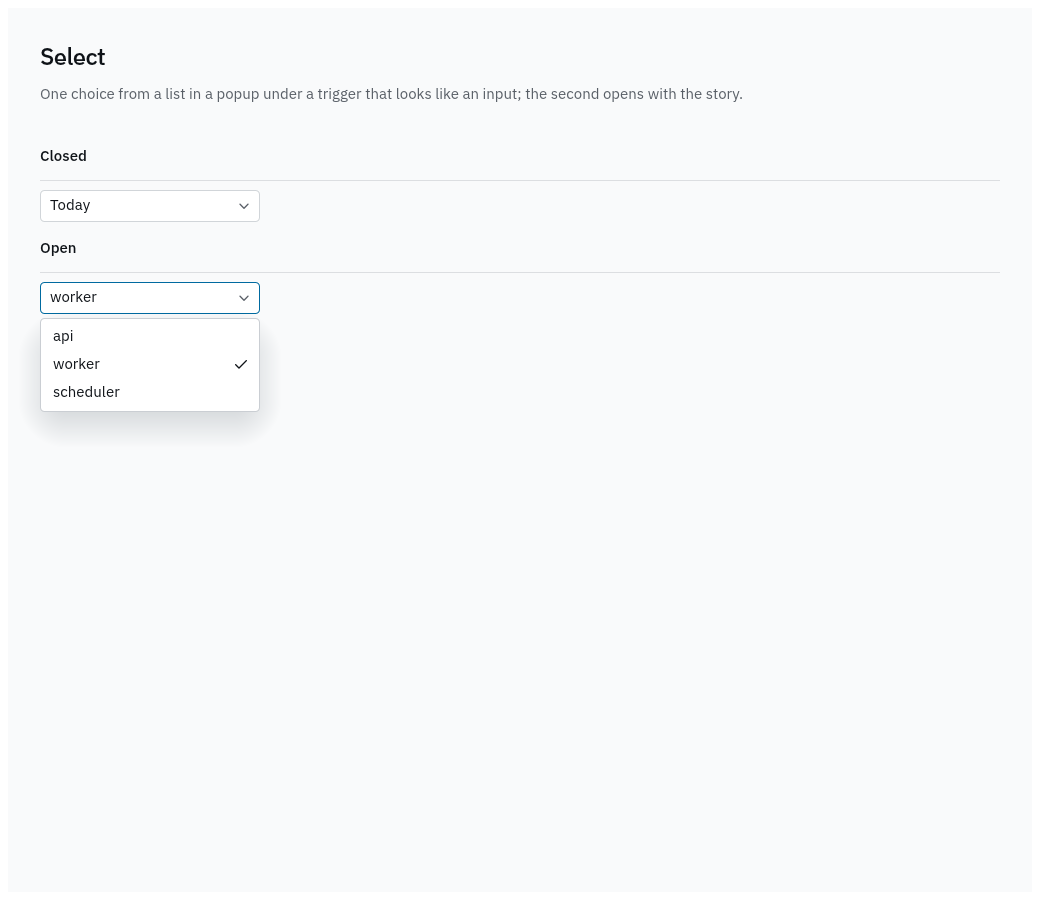 Select
One choice from a list in a popup under a trigger that looks like an input; the second opens with the story.
Closed
Today
Open
worker
api
worker
scheduler